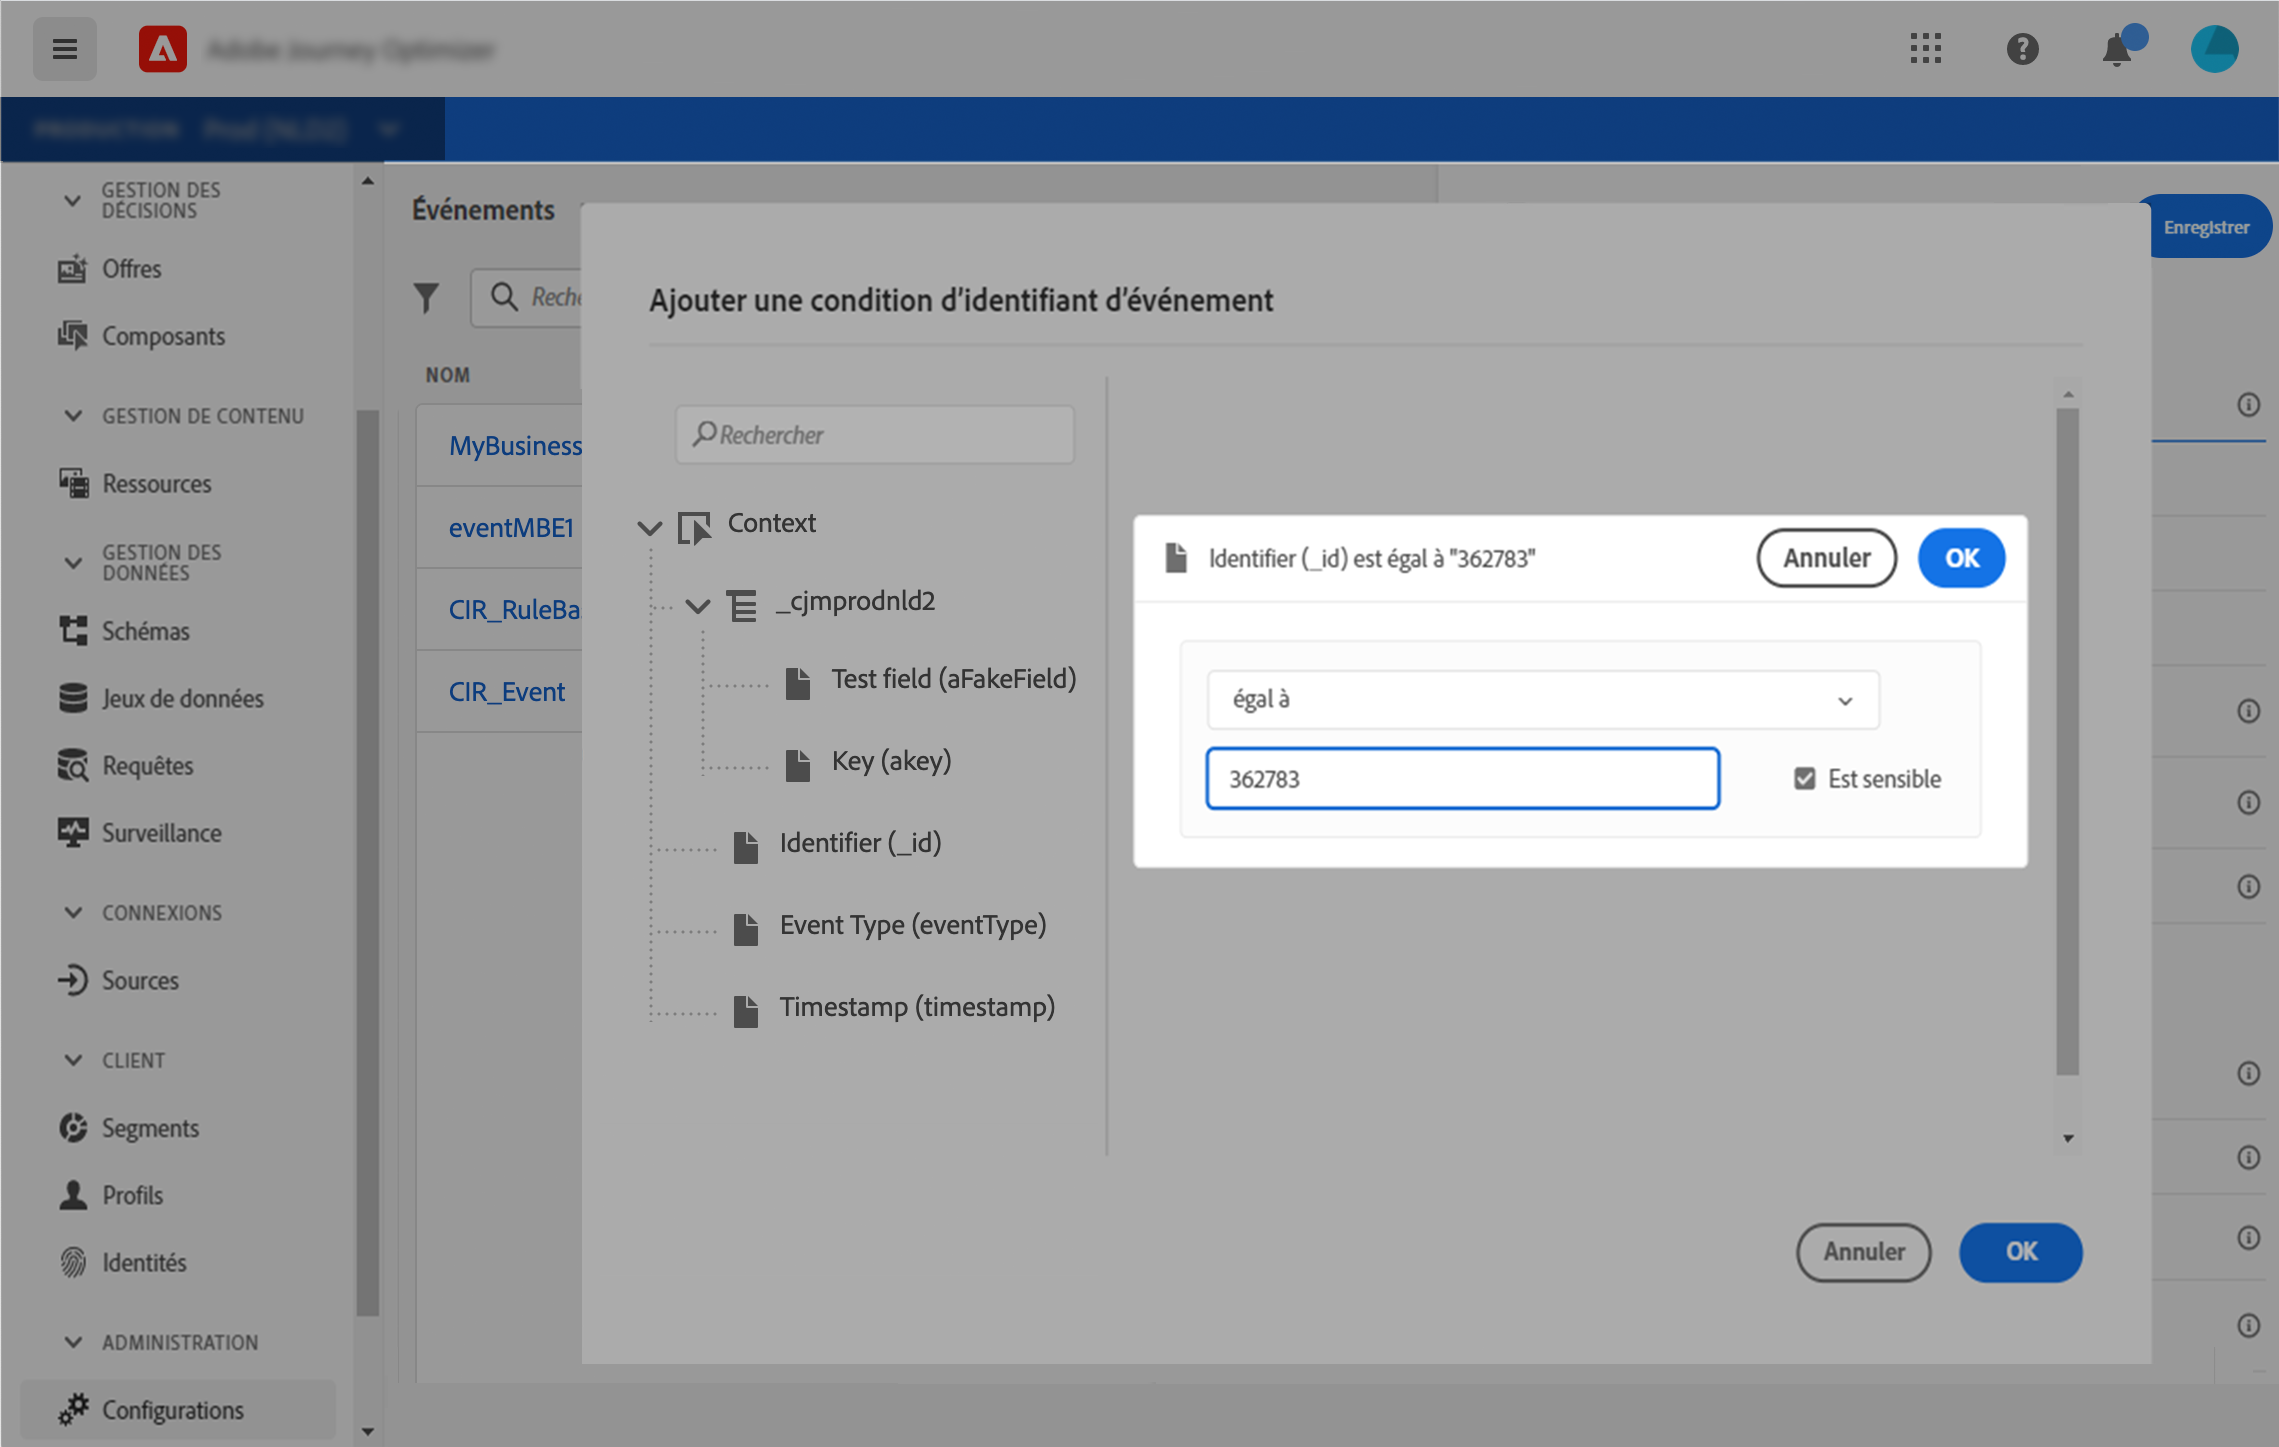 GESTION DES
DÉCISIONS
Offres
Composants
GESTION DE CONTENU
Ressources
GESTION DES
DONNÉES
Schémas
Jeux de données
Requêtes
Surveillance
CONNEXIONS
Sources
CLIENT
Segments
Profils
Identités
ADMINISTRATION
Configurations
Événements
Enregistrer
Reche
NOM
MyBusiness
eventMBE1
CIR_RuleBa
CIR_Event
Ajouter une condition d'identifiant d'événement
Rechercher
Context
_cjmprodnld2
Test field (aFakeField)
Key (akey)
Identifier (_id)
Event Type (eventType)
Timestamp (timestamp)
Identifier (_id) est égal à "362783"
Annuler
OK
égal à
362783
Est sensible
Annuler
OK